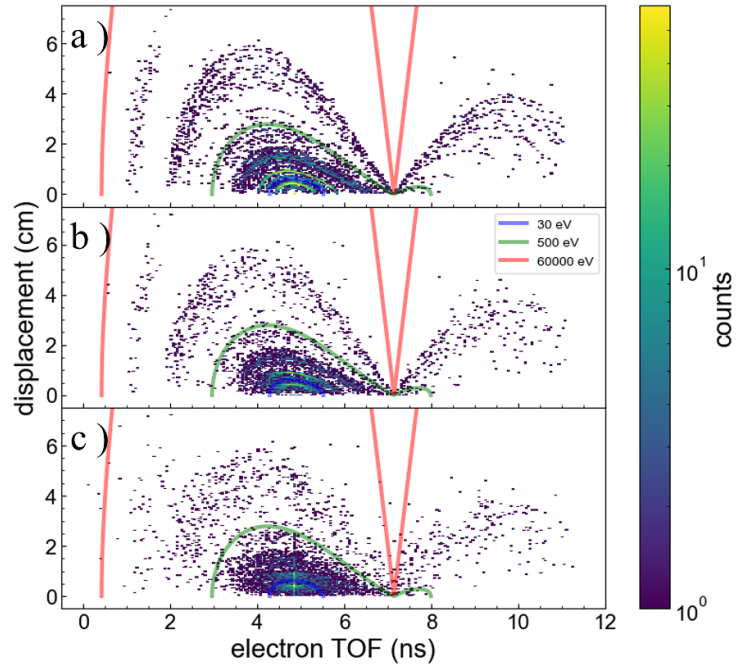 a )
6
4
2
0
b )
30 eV
500 eV
60000 eV
6
4
2
0
c )
6
4
2
0
0 2 4 6 8 10 12
electron TOF (ns)
displacement (cm)
10¹
10⁰
counts